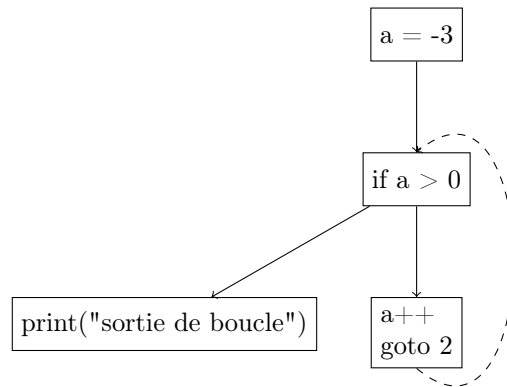 a = -3
if a > 0
print("sortie de boucle")
a++
goto 2